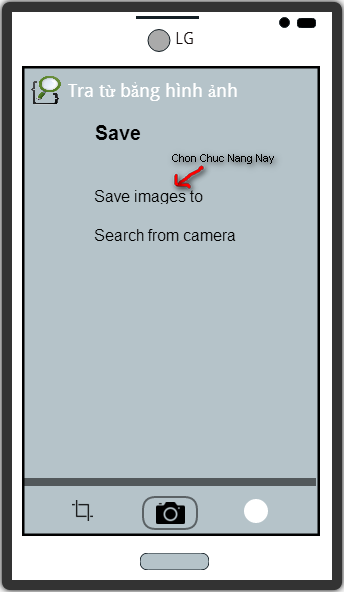 LG
Tra từ bằng hình ảnh
Save
Chon Chuc Nang Nay
Save images to
Search from camera